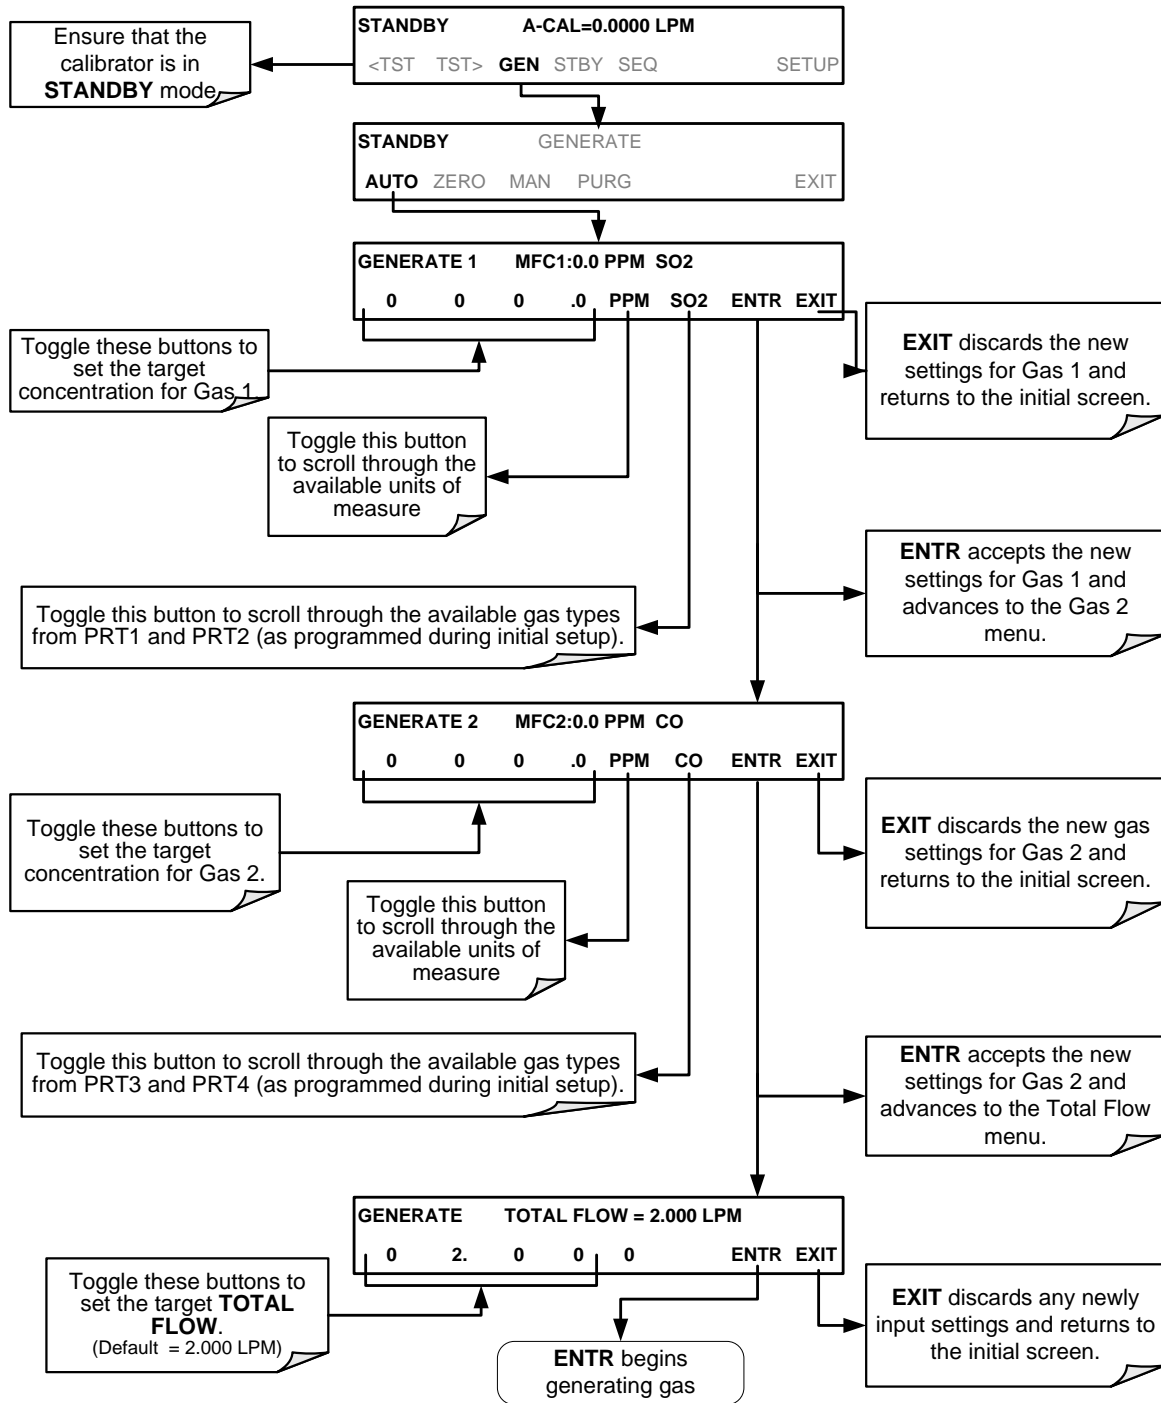 Ensure that the
calibrator is in
STANDBY mode
STANDBY A-CAL=0.0000 LPM
<TST TST> GEN STBY SEQ SETUP
STANDBY GENERATE
AUTO ZERO MAN PURG EXIT
GENERATE 1 MFC1:0.0 PPM SO2
0 0 0 .0 PPM SO2 ENTR EXIT
Toggle these buttons to
set the target
concentration for Gas 1.
EXIT discards the new
settings for Gas 1 and
returns to the initial screen.
Toggle this button
to scroll through the
available units of
measure
ENTR accepts the new
settings for Gas 1 and
advances to the Gas 2
menu.
Toggle this button to scroll through the available gas types
from PRT1 and PRT2 (as programmed during initial setup).
GENERATE 2 MFC2:0.0 PPM CO
0 0 0 .0 PPM CO ENTR EXIT
Toggle these buttons to
set the target
concentration for Gas 2.
EXIT discards the new gas
settings for Gas 2 and
returns to the initial screen.
Toggle this button
to scroll through the
available units of
measure
ENTR accepts the new
settings for Gas 2 and
advances to the Total Flow
menu.
Toggle this button to scroll through the available gas types
from PRT3 and PRT4 (as programmed during initial setup).
GENERATE TOTAL FLOW = 2.000 LPM
0 2. 0 0 0 ENTR EXIT
Toggle these buttons to
set the target TOTAL
FLOW.
(Default = 2.000 LPM)
EXIT discards any newly
input settings and returns to
the initial screen.
ENTR begins
generating gas